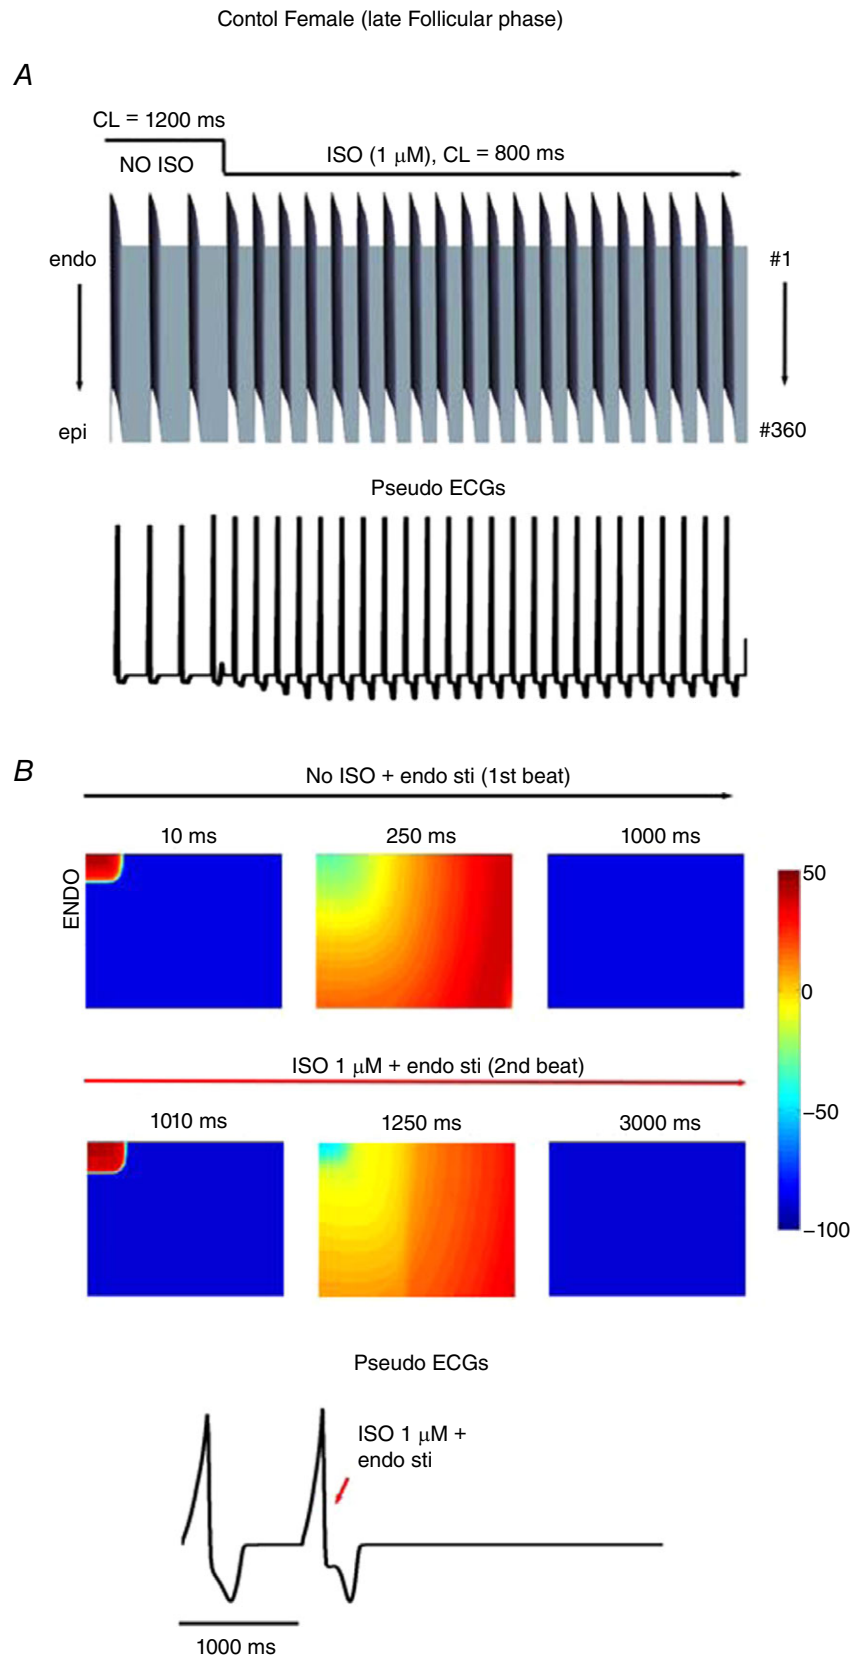 Contol Female (late Follicular phase)
A
CL = 1200 ms
NO ISO
ISO (1 μM), CL = 800 ms
endo
#1
epi
#360
Pseudo ECGs
B
No ISO + endo sti (1st beat)
10 ms
250 ms
1000 ms
ENDO
50
0
−50
−100
ISO 1 μM + endo sti (2nd beat)
1010 ms
1250 ms
3000 ms
Pseudo ECGs
ISO 1 μM +
endo sti
1000 ms